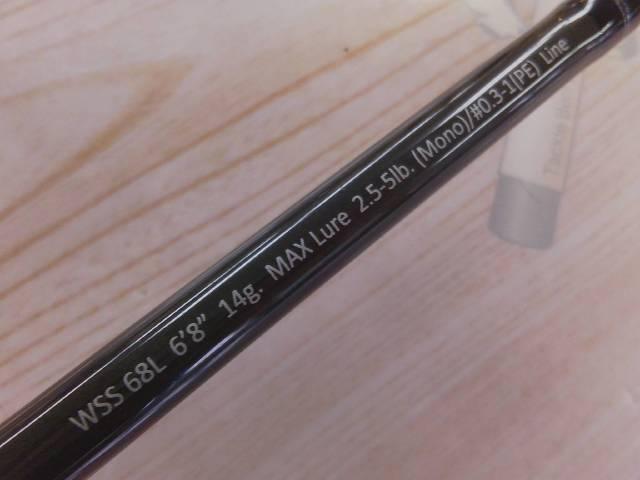 WSS 68L 6'8" 14g. MAX Lure 2.5-5lb. (Mono)/#0.3-1(PE) Line